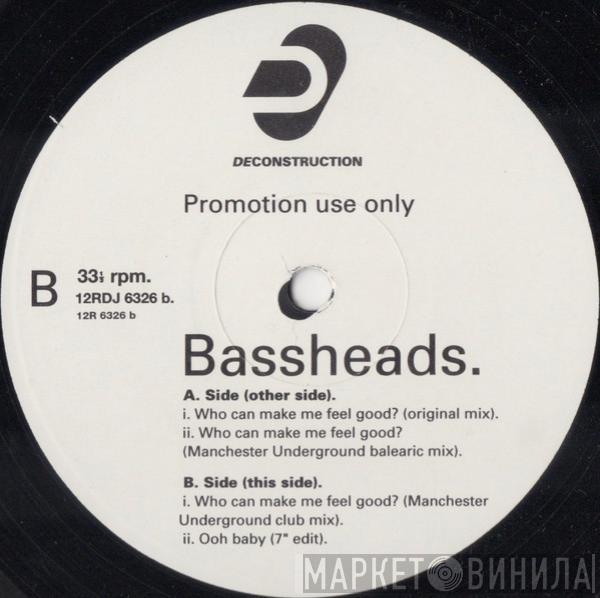 DECONSTRUCTION
Promotion use only
B
33⅓ rpm.
12RDJ 6326 b.
12R 6326 b
Bassheads.
A. Side (other side).
i. Who can make me feel good? (original mix).
ii. Who can make me feel good?
(Manchester Underground balearic mix).
B. Side (this side).
i. Who can make me feel good? (Manchester
Underground club mix).
ii. Ooh baby (7" edit).
МАРКЕТ ВИНИЛА